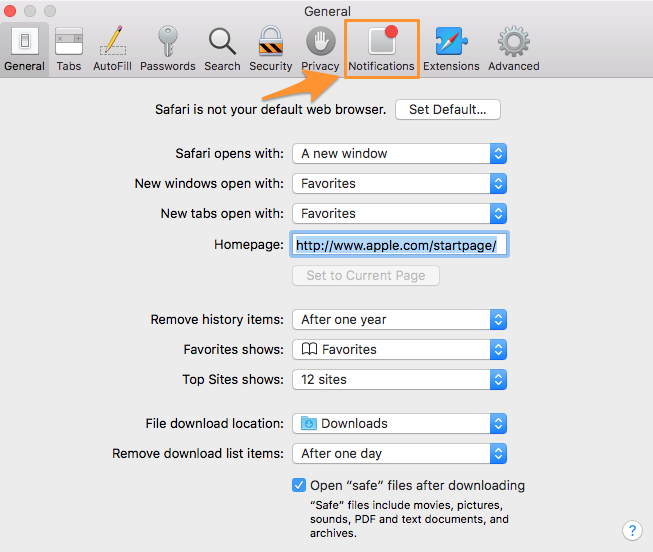 General
General Tabs AutoFill Passwords Search Security Privacy Notifications Extensions Advanced
Safari is not your default web browser. Set Default...
Safari opens with: A new window
New windows open with: Favorites
New tabs open with: Favorites
Homepage: http://www.apple.com/startpage/
Set to Current Page
Remove history items: After one year
Favorites shows: Favorites
Top Sites shows: 12 sites
File download location: Downloads
Remove download list items: After one day
Open “safe” files after downloading
“Safe” files include movies, pictures,
sounds, PDF and text documents, and
archives.
?